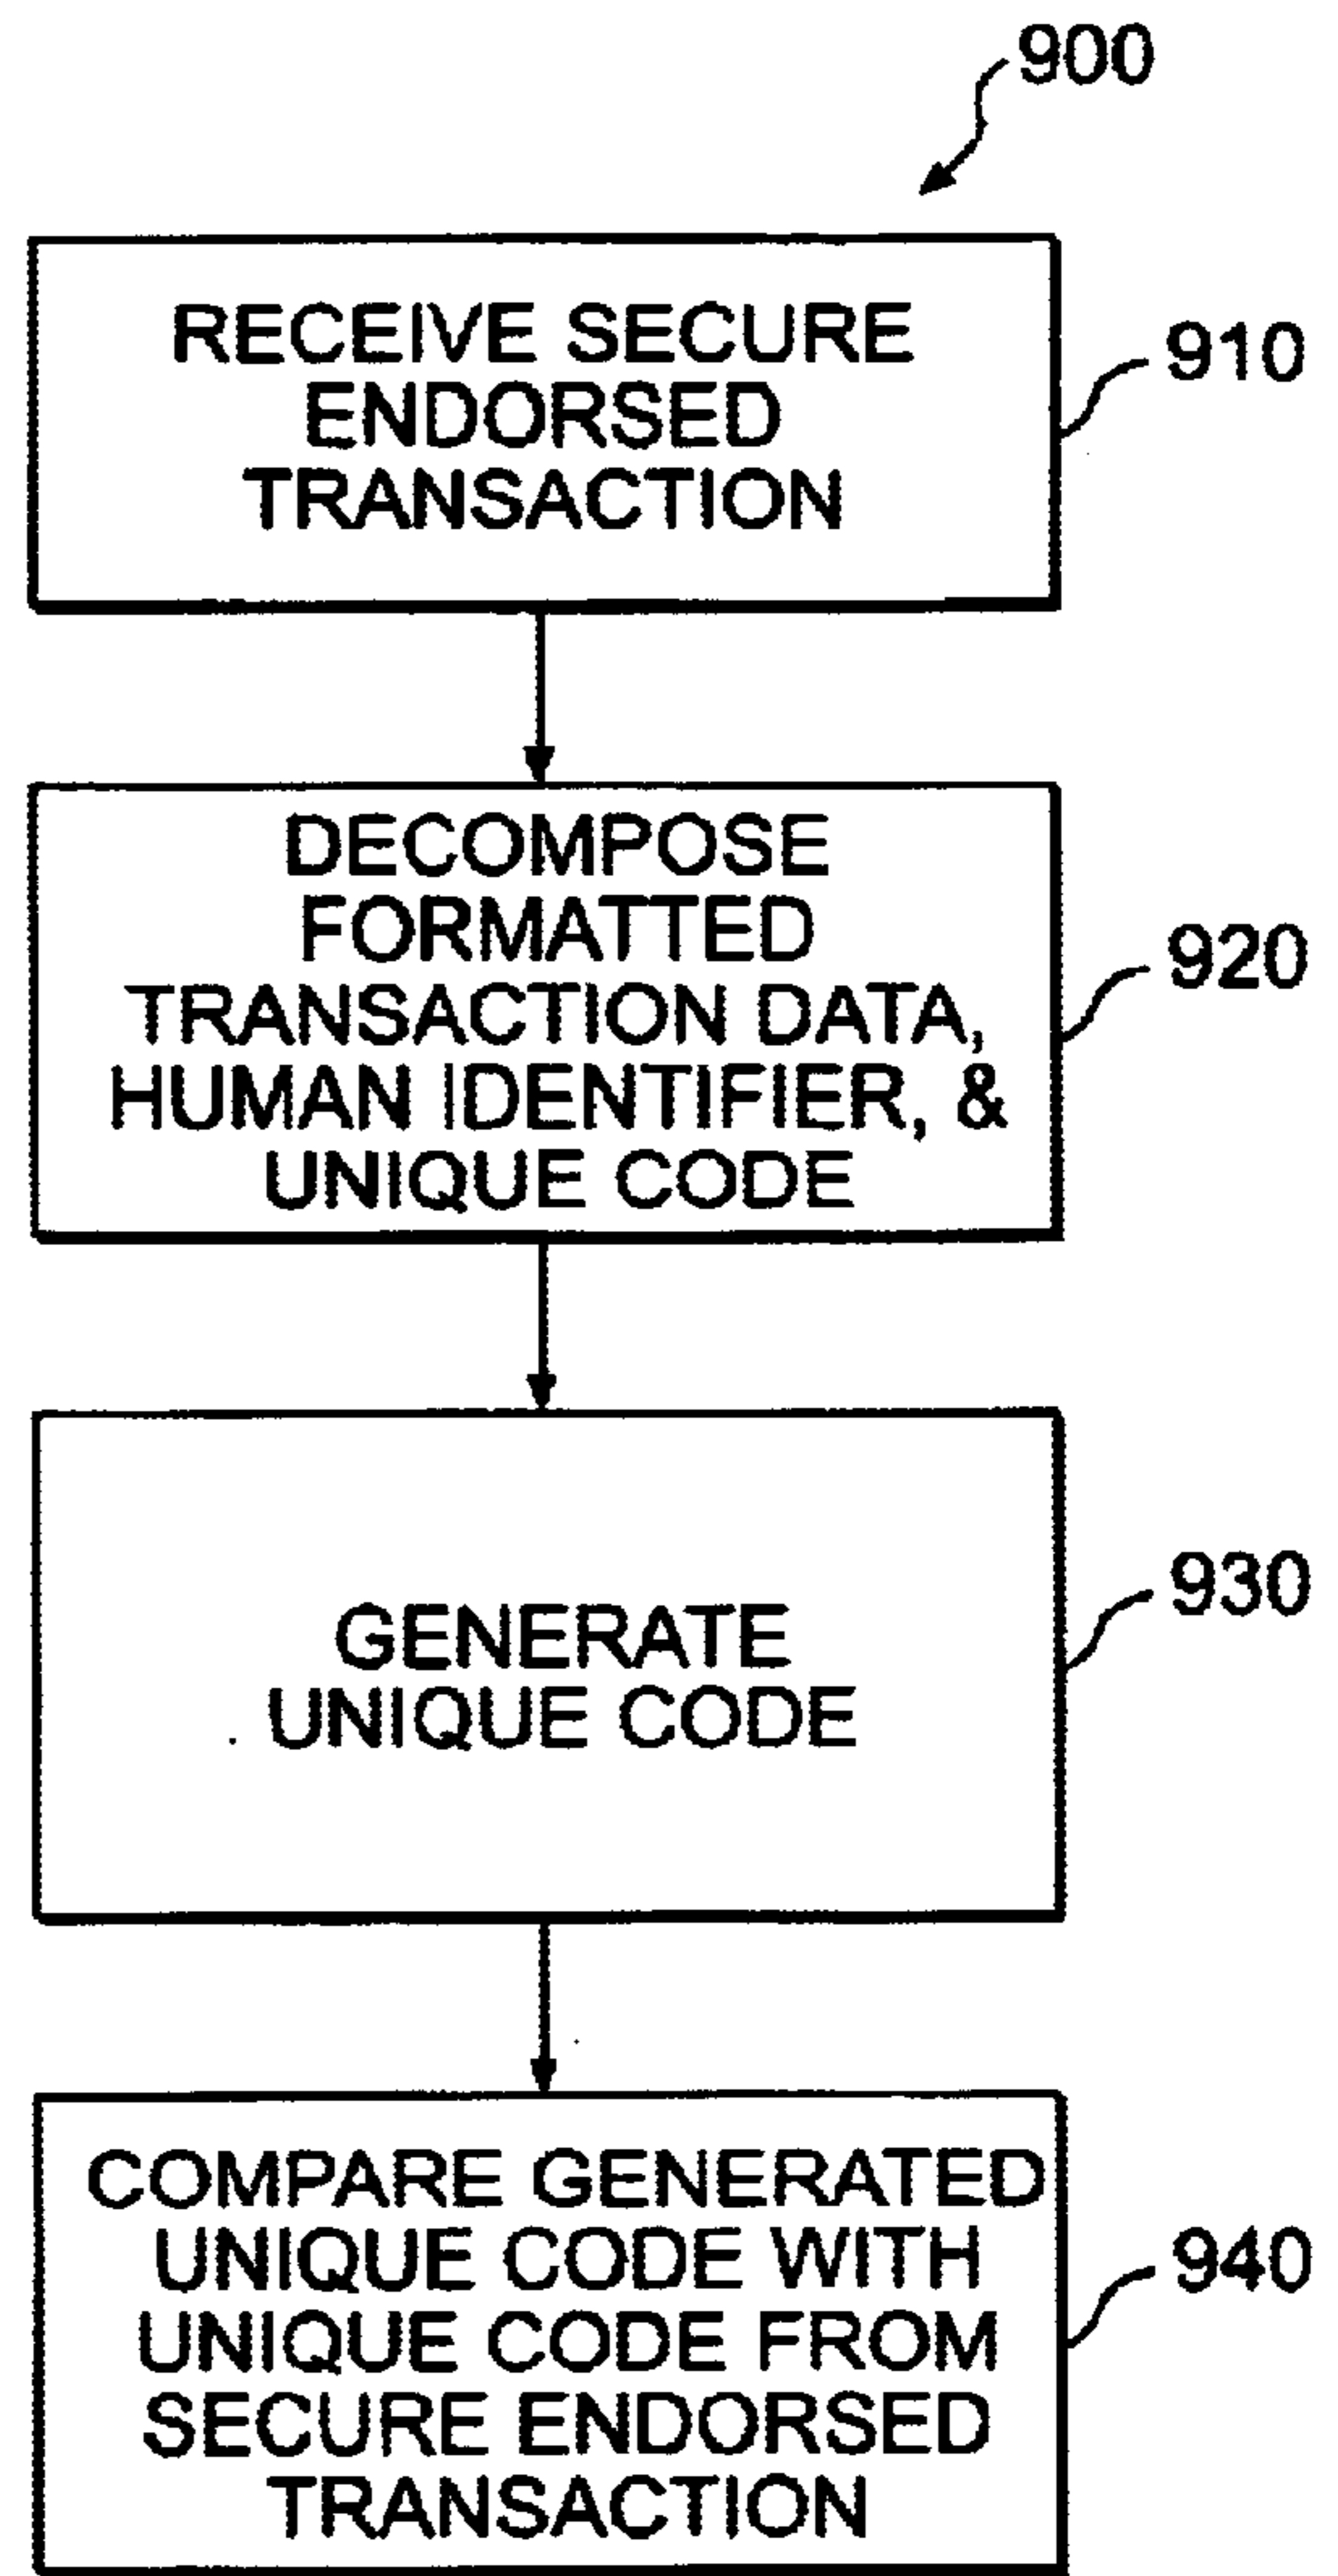 900
RECEIVE SECURE
ENDORSED
TRANSACTION
910
DECOMPOSE
FORMATTED
TRANSACTION DATA,
HUMAN IDENTIFIER, &
UNIQUE CODE
920
GENERATE
UNIQUE CODE
930
COMPARE GENERATED
UNIQUE CODE WITH
UNIQUE CODE FROM
SECURE ENDORSED
TRANSACTION
940